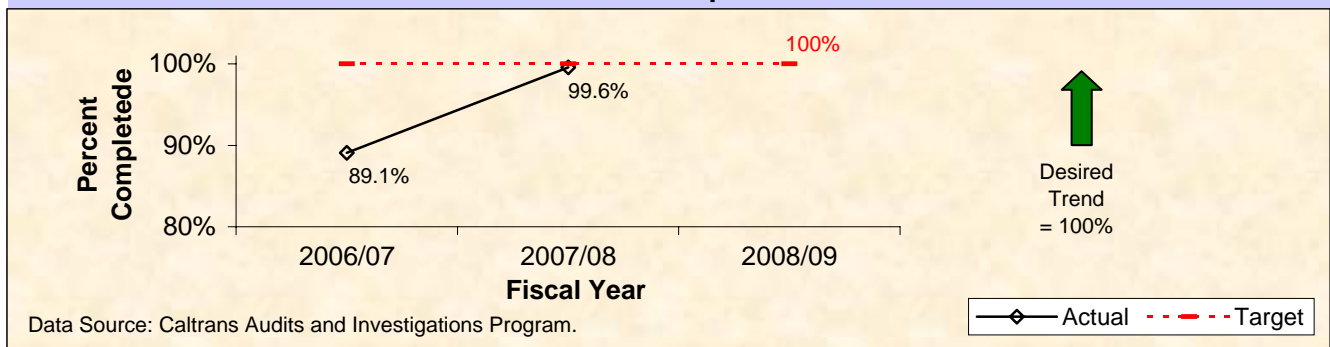 100%
100%
99.6%
90%
89.1%
80%
Percent
Completede
2006/07 2007/08 2008/09
Fiscal Year
Desired
Trend
= 100%
Data Source: Caltrans Audits and Investigations Program.
Actual Target